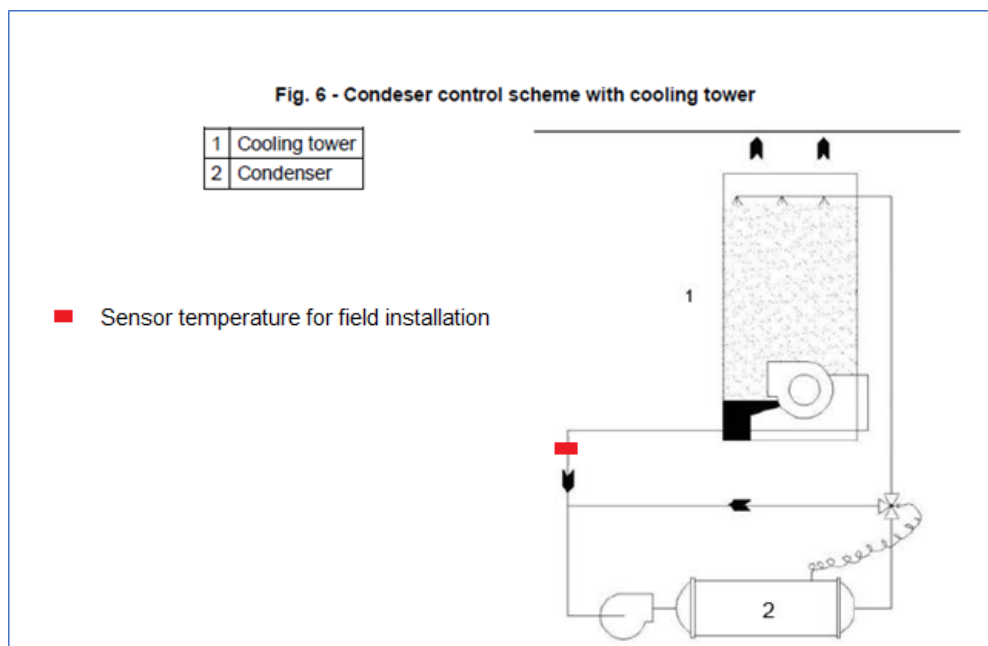 Fig. 6 - Condeser control scheme with cooling tower
1 Cooling tower
2 Condenser
1
Sensor temperature for field installation
2